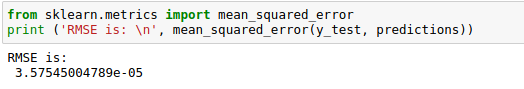 from sklearn.metrics import mean_squared_error
print ('RMSE is: \n', mean_squared_error(y_test, predictions))
RMSE is:
 3.57545004789e-05